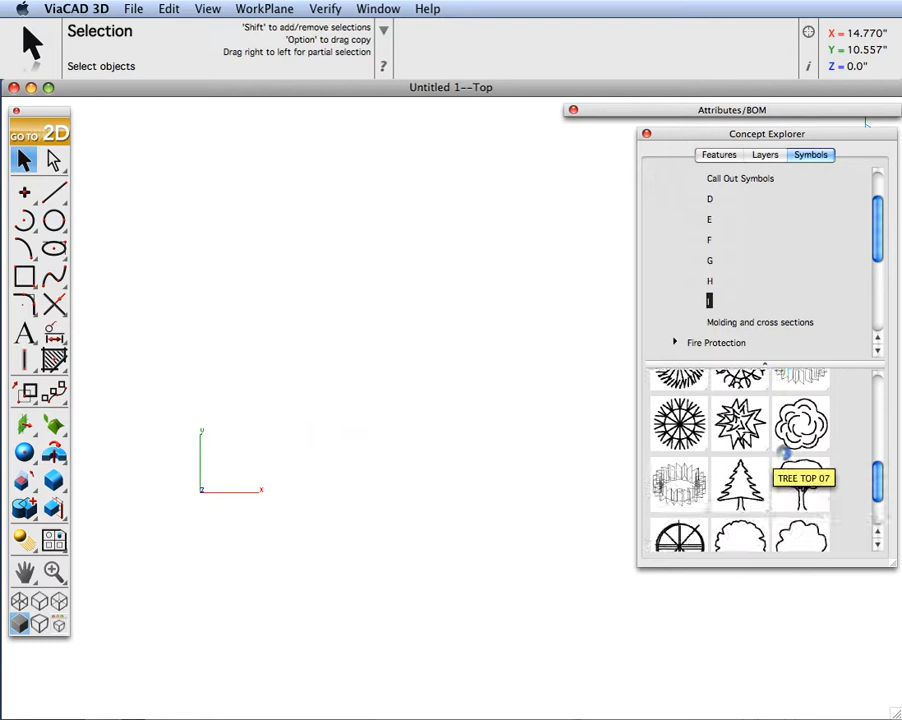 ViaCAD 3D File Edit View WorkPlane Verify Window Help
Selection
'Shift' to add/remove selections
'Option' to drag copy
Drag right to left for partial selection
Select objects
?
i
X = 14.770"
Y = 10.557"
Z = 0.0"
Untitled 1--Top
Attributes/BOM
GO TO 2D
Concept Explorer
Features Layers Symbols
Call Out Symbols
D
E
F
G
H
I
Molding and cross sections
Fire Protection
TREE TOP 07
A
Y
Z
X